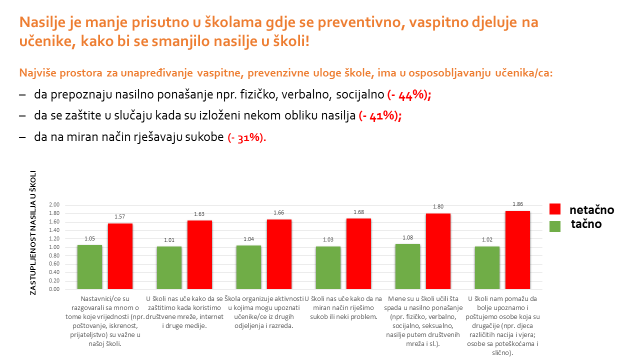 Nasilje je manje prisutno u školama gdje se preventivno, vaspitno djeluje na
učenike, kako bi se smanjilo nasilje u školi!
Najviše prostora za unapređivanje vaspitne, prevenzivne uloge škole, ima u osposobljavanju učenika/ca:
– da prepoznaju nasilno ponašanje npr. fizičko, verbalno, socijalno (- 44%);
– da se zaštite u slučaju kada su izloženi nekom obliku nasilja (- 41%);
– da na miran način rješavaju sukobe (- 31%).
ZASTUPLJENOST NASILJA U ŠKOLI
2.00
1.80
1.60
1.40
1.20
1.00
0.80
0.60
0.40
0.20
0.00
1.05 1.57
1.01 1.63
1.04 1.66
1.03 1.68
1.08 1.80
1.02 1.86
netačno
tačno
Nastavnici/ce su
razgovarali sa mnom o
tome koje vrijednosti (npr.
poštovanje, iskrenost,
prijateljstvo) su važne u
našoj školi.
U školi nas uče kako da se
zaštitimo kada koristimo
društvene mreže, internet
i druge medije.
Škola organizuje aktivnosti
u kojima mogu upoznati
učenike/ce iz drugih
odjeljenja i razreda.
U školi nas uče kako da na
miran način riješimo
sukob ili neki problem.
Mene su u školi učili šta
spada u nasilno ponašanje
(npr. fizičko, verbalno,
socijalno, seksualno,
nasilje putem društvenih
mreža i sl.).
U školi nam pomažu da
bolje upoznamo i
poštujemo osobe koja su
drugačije (npr. djeca
različitih nacija i vjera;
osobe sa poteškoćama i
slično).